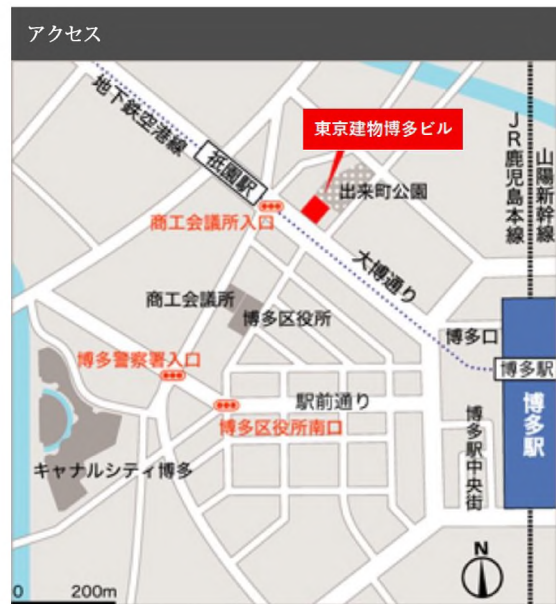 アクセス
地下鉄空港線
祇園駅
東京建物博多ビル
出来町公園
JR鹿児島本線
山陽新幹線
商工会議所入口
大博通り
商工会議所
博多区役所
博多口
博多駅
博多警察署入口
駅前通り
博多区役所南口
博多駅中央街
博多駅
キャナルシティ博多
N
0 200m